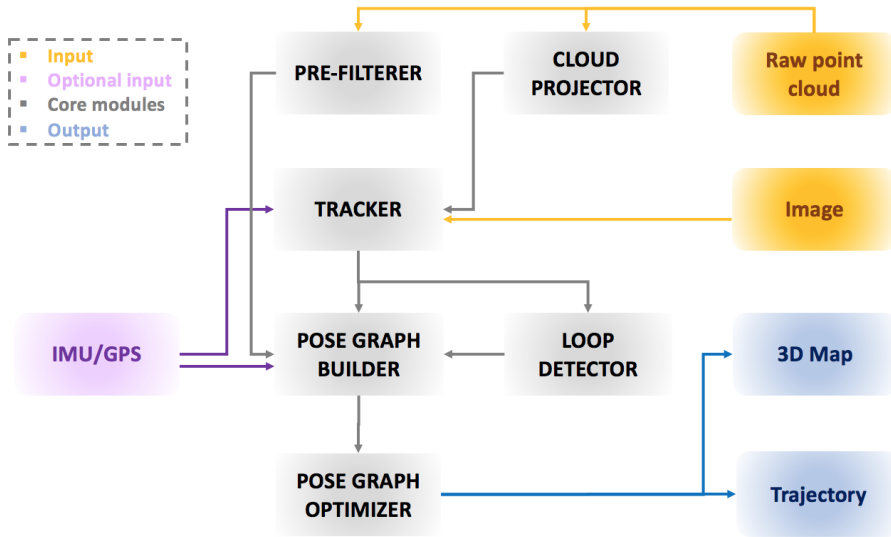 Input
Optional input
Core modules
Output
PRE-FILTERER
CLOUD
PROJECTOR
Raw point
cloud
TRACKER
Image
IMU/GPS
POSE GRAPH
BUILDER
LOOP
DETECTOR
3D Map
POSE GRAPH
OPTIMIZER
Trajectory